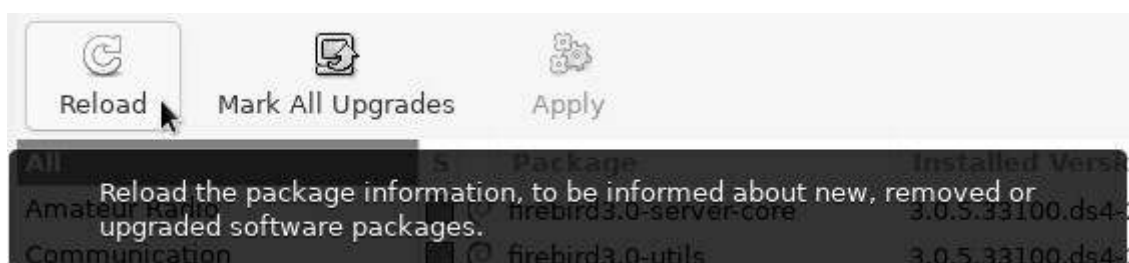 Reload Mark All Upgrades Apply
All S Package Installed Versi
Reload the package information, to be informed about new, removed or
Amateur Radio firebird3.0-server-core 3.0.5.33100.ds4-
upgraded software packages.
Communication firebird3.0-utils 3.0.5.33100.ds4-